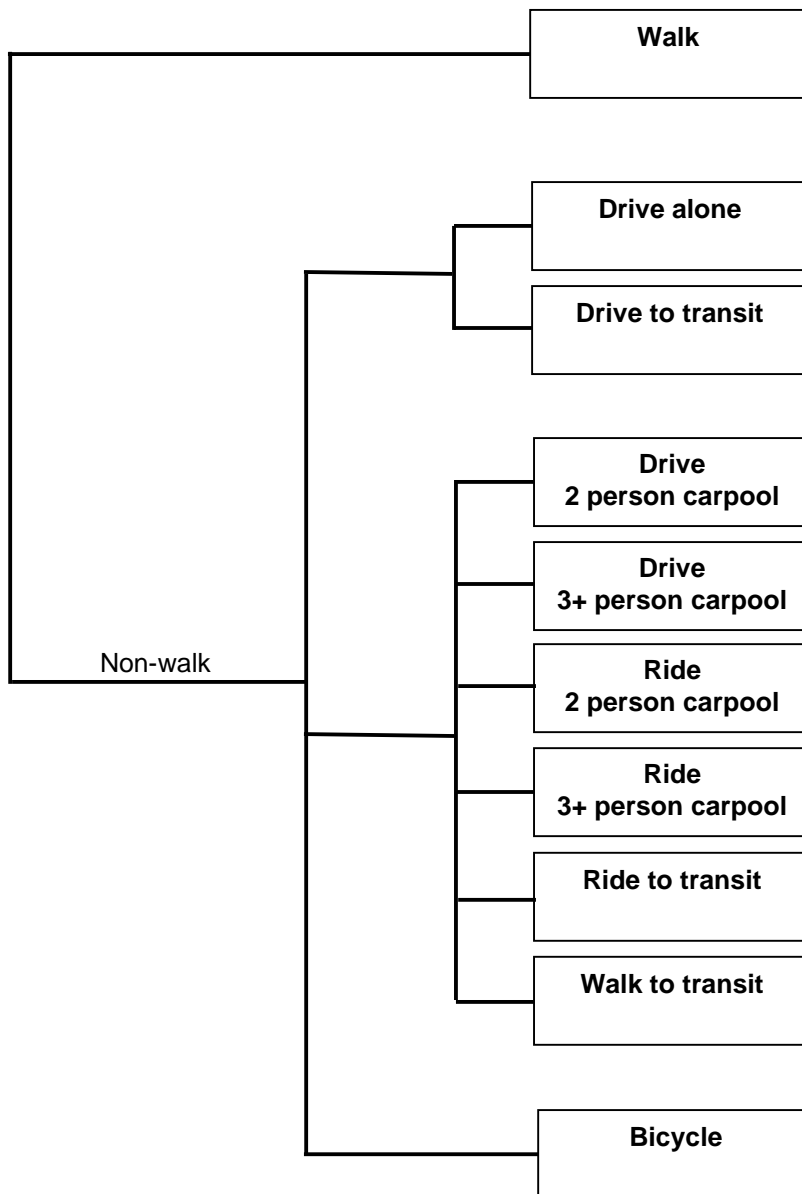 Walk
Drive alone
Drive to transit
Drive
2 person carpool
Drive
3+ person carpool
Non-walk
Ride
2 person carpool
Ride
3+ person carpool
Ride to transit
Walk to transit
Bicycle